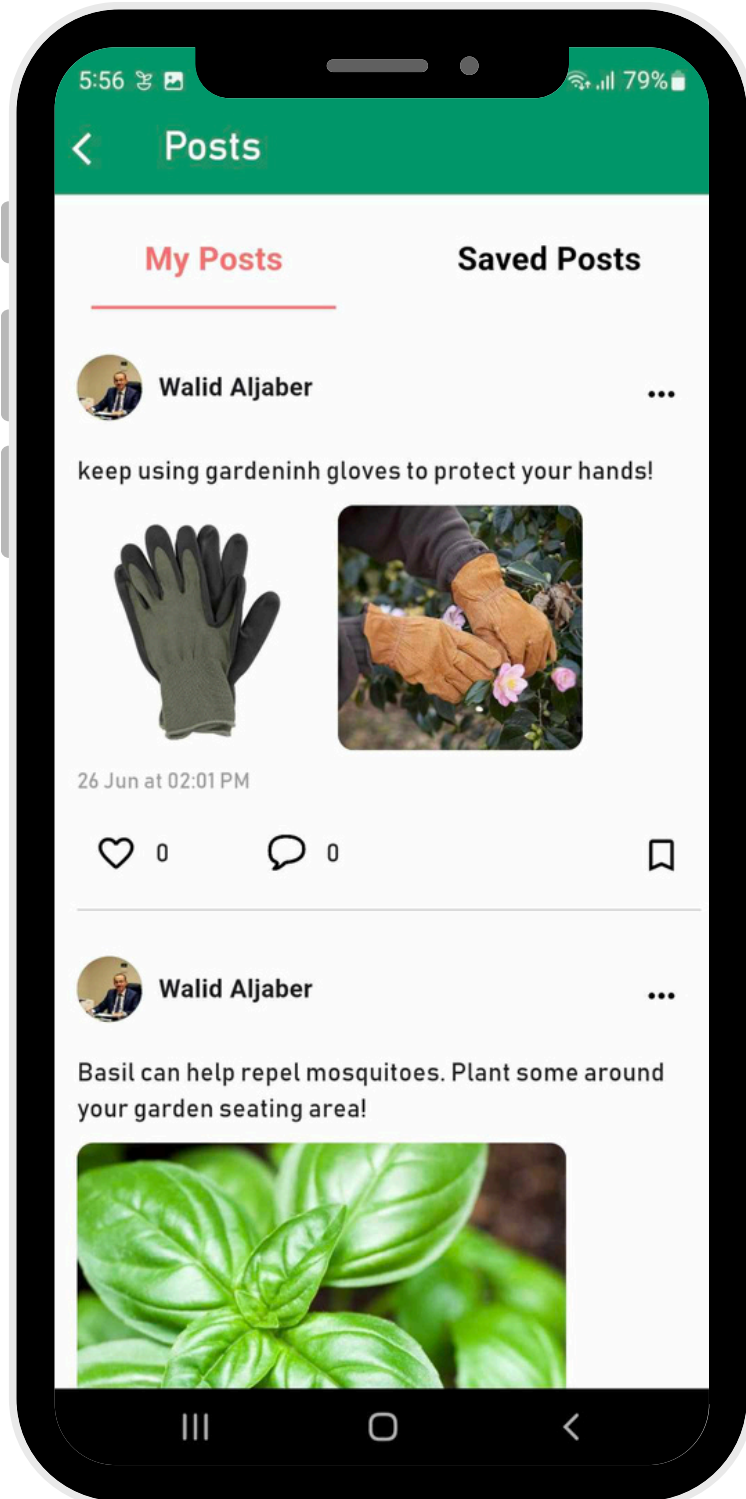 5:56 79%
Posts
My Posts Saved Posts
Walid Aljaber
keep using gardeninh gloves to protect your hands!
26 Jun at 02:01 PM
0 0
Walid Aljaber
Basil can help repel mosquitoes. Plant some around
your garden seating area!